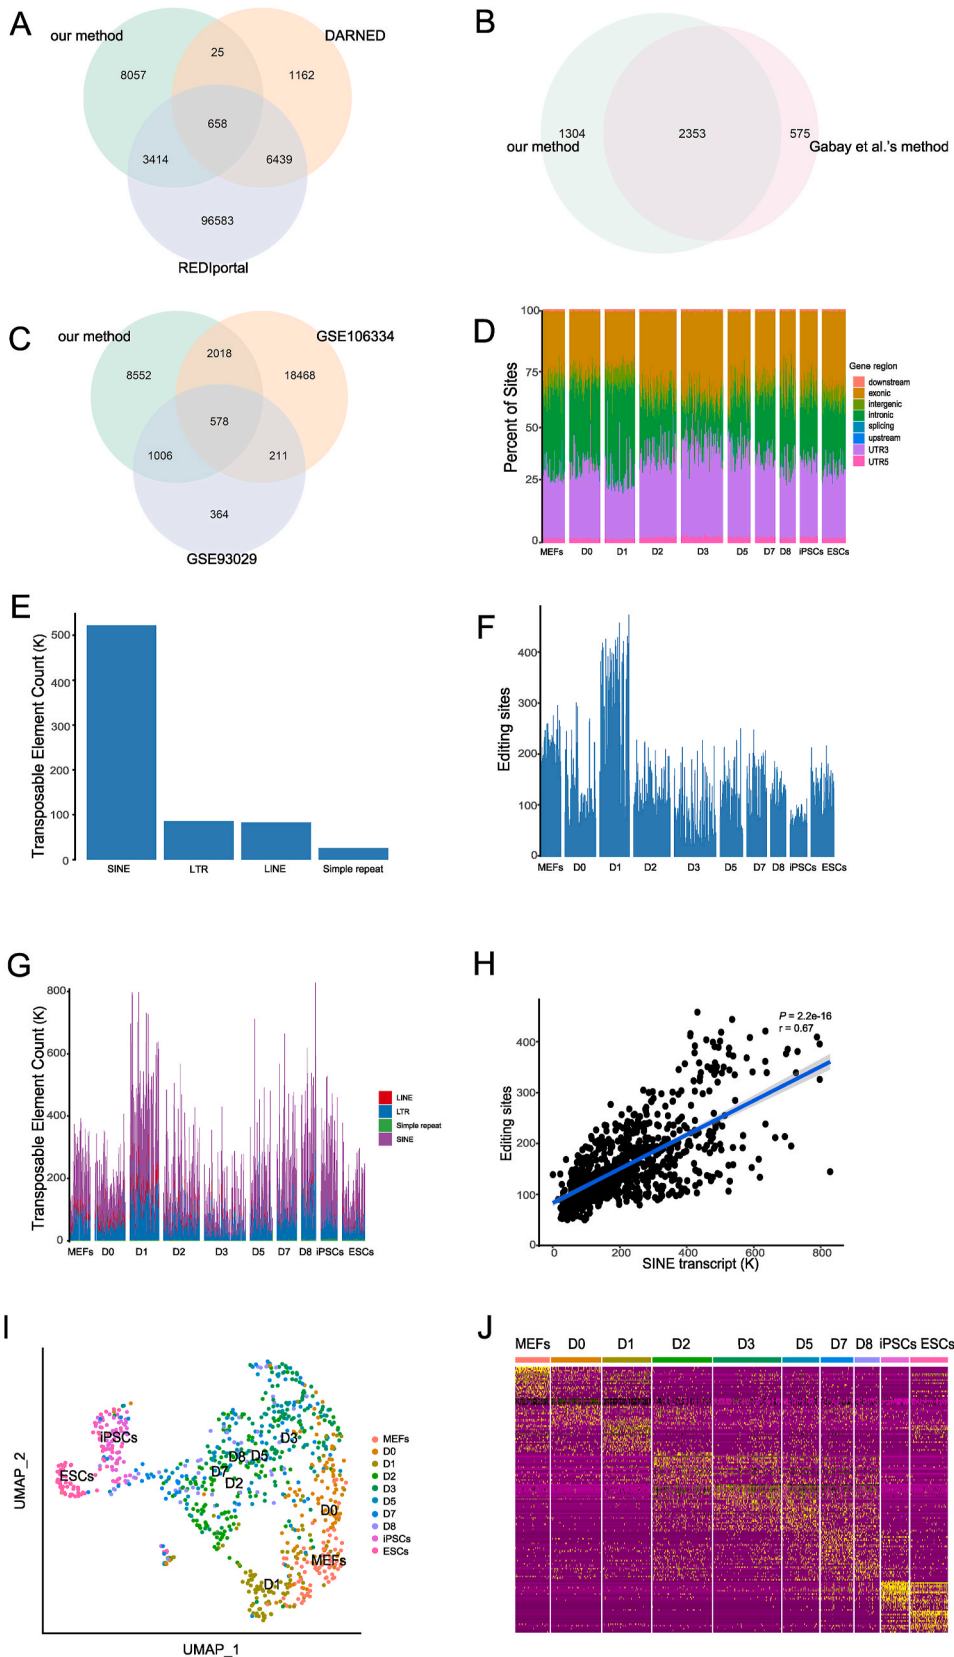 A
our method
DARNED
25
8057
1162
658
3414
6439
96583
REDIportal
B
1304
2353
575
our method
Gabay et al.'s method
C
our method
GSE106334
2018
8552
18468
578
1006
211
364
GSE93029
D
Percent of Sites
100
75
50
25
0
MEFs D0 D1 D2 D3 D5 D7 D8 iPSCs ESCs
Gene region
downstream
exonic
intergenic
intronic
splicing
upstream
UTR3
UTR5
E
Transposable Element Count (K)
500
400
300
200
100
0
SINE LTR LINE Simple repeat
F
Editing sites
400
300
200
100
0
MEFs D0 D1 D2 D3 D5 D7 D8 iPSCs ESCs
G
Transposable Element Count (K)
800
600
400
200
0
MEFs D0 D1 D2 D3 D5 D7 D8 iPSCs ESCs
LINE
LTR
Simple repeat
SINE
H
P = 2.2e-16
r = 0.67
Editing sites
400
300
200
100
0
0 200 400 600 800
SINE transcript (K)
I
UMAP_2
iPSCs
ESCs
D3
D8 D5
D7
D2
D0
MEFs
D1
UMAP_1
MEFs
D0
D1
D2
D3
D5
D7
D8
iPSCs
ESCs
J
MEFs D0 D1 D2 D3 D5 D7 D8 iPSCs ESCs